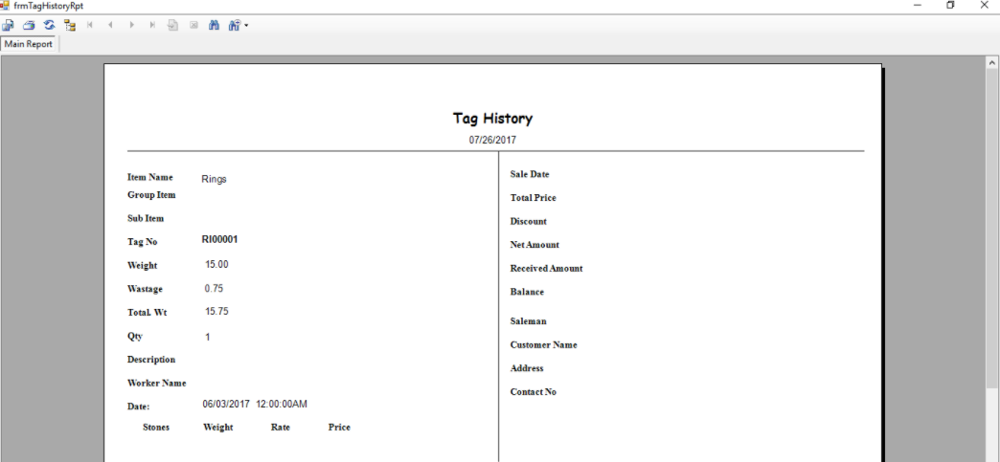 frmTagHistoryRpt
Main Report
Tag History
07/26/2017
Item Name Rings
Group Item
Sub Item
Tag No RI00001
Weight 15.00
Wastage 0.75
Total. Wt 15.75
Qty 1
Description
Worker Name
Date: 06/03/2017 12:00:00AM
Stones Weight Rate Price
Sale Date
Total Price
Discount
Net Amount
Received Amount
Balance
Saleman
Customer Name
Address
Contact No